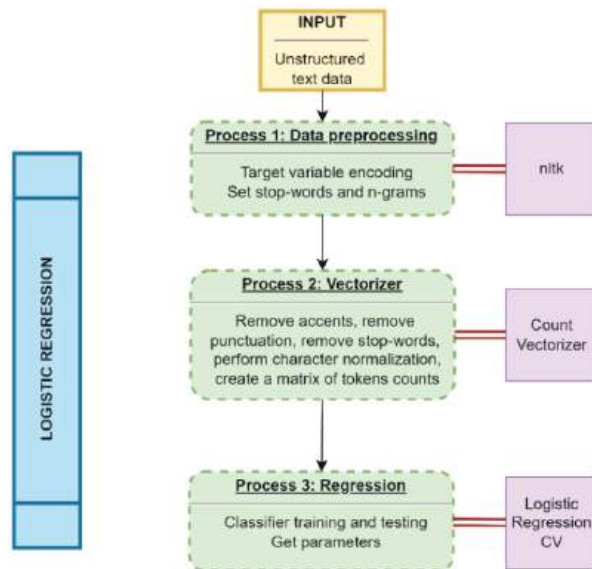 INPUT
Unstructured
text data
Process 1: Data preprocessing
Target variable encoding
Set stop-words and n-grams
nltk
LOGISTIC REGRESSION
Process 2: Vectorizer
Remove accents, remove
punctuation, remove stop-words,
perform character normalization,
create a matrix of tokens counts
Count
Vectorizer
Process 3: Regression
Classifier training and testing
Get parameters
Logistic
Regression
CV